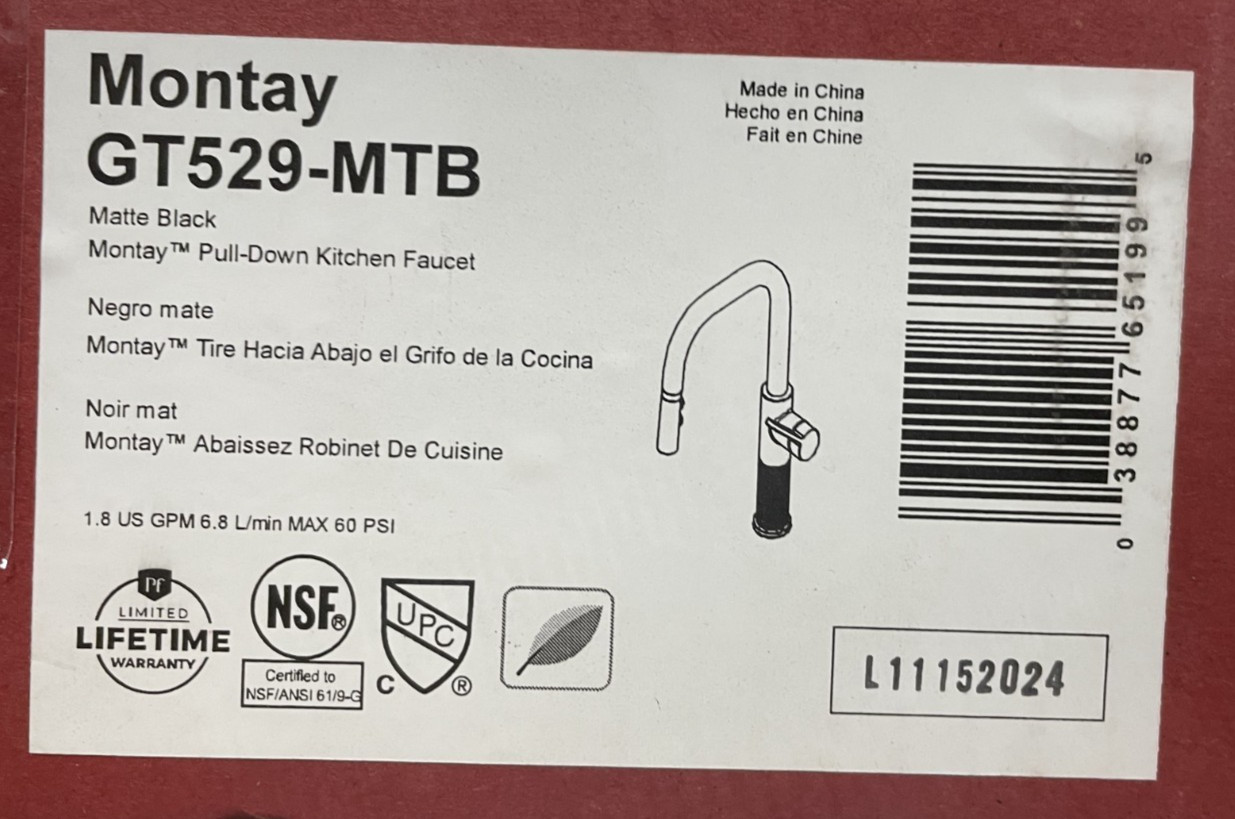 Montay
GT529-MTB
Matte Black
Montay™ Pull-Down Kitchen Faucet
Negro mate
Montay™ Tire Hacia Abajo el Grifo de la Cocina
Noir mat
Montay™ Abaissez Robinet De Cuisine
1.8 US GPM 6.8 L/min MAX 60 PSI
Pf
LIMITED
LIFETIME
WARRANTY
NSF®
Certified to
NSF/ANSI 61/9-G
UPC
C ®
Made in China
Hecho en China
Fait en Chine
0 38877 65199 5
L11152024